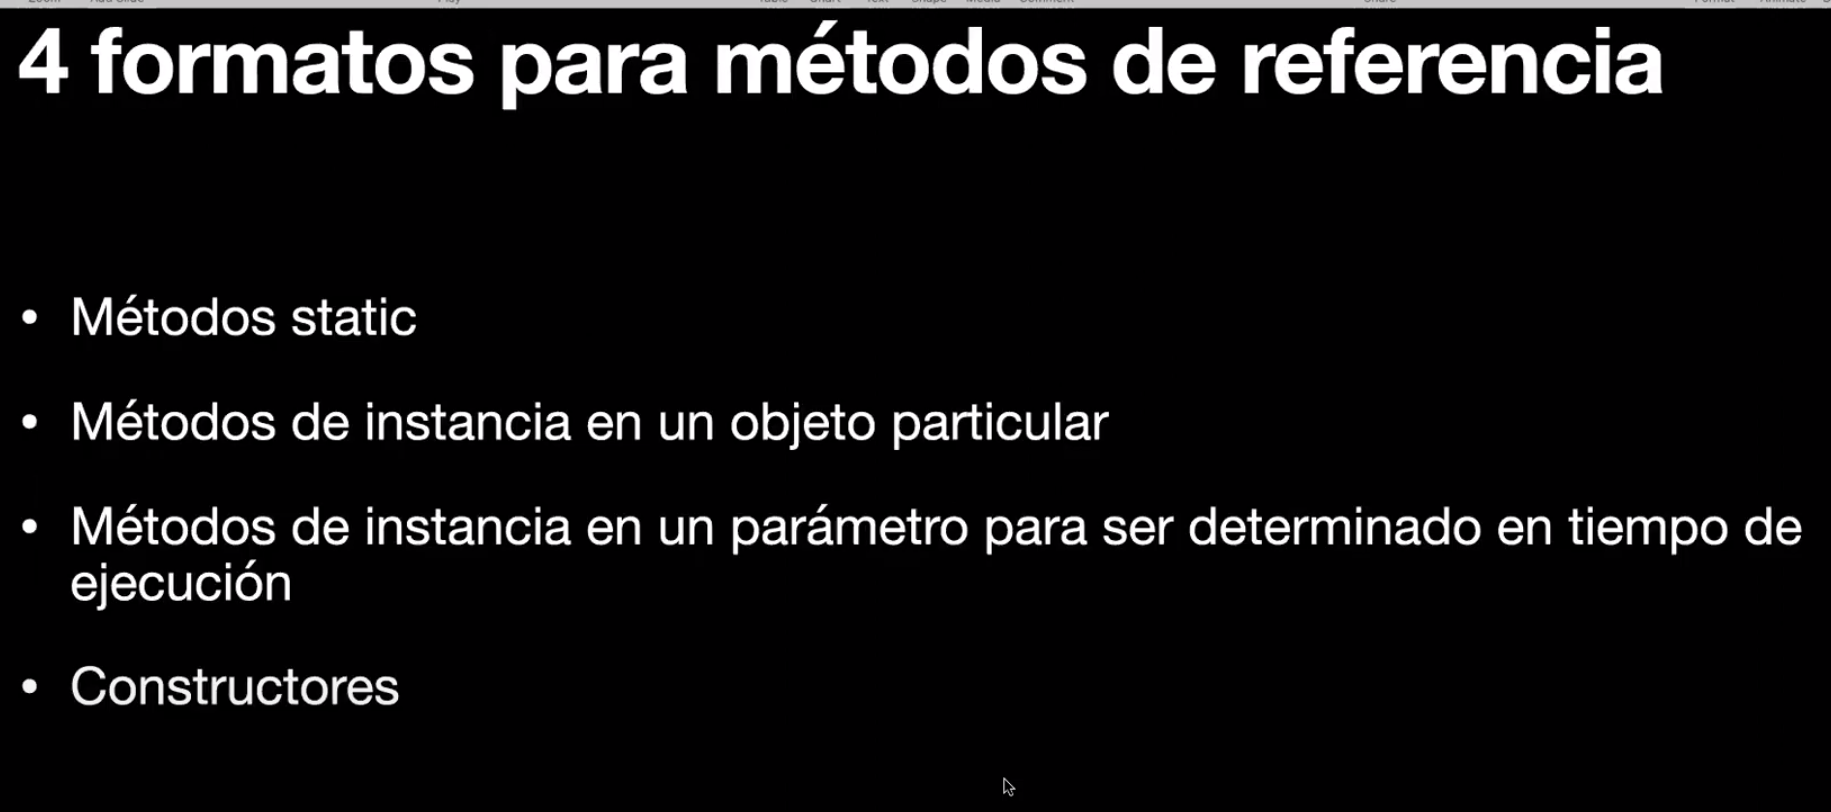 4 formatos para métodos de referencia
• Métodos static
• Métodos de instancia en un objeto particular
• Métodos de instancia en un parámetro para ser determinado en tiempo de
ejecución
• Constructores